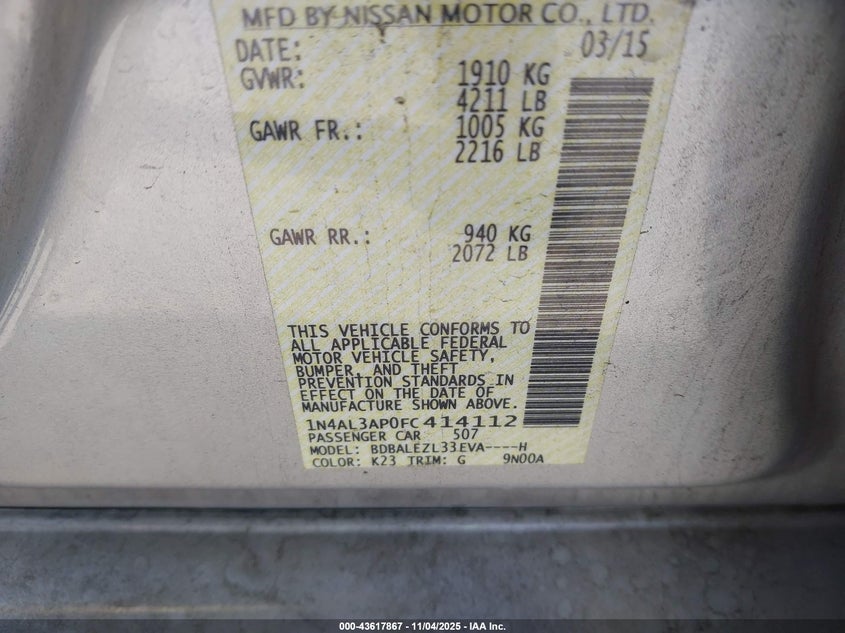 MFD BY NISSAN MOTOR CO., LTD.
DATE: 03/15
GVWR: 1910 KG
4211 LB
GAWR FR.: 1005 KG
2216 LB
GAWR RR.: 940 KG
2072 LB
THIS VEHICLE CONFORMS TO
ALL APPLICABLE FEDERAL
MOTOR VEHICLE SAFETY,
BUMPER, AND THEFT
PREVENTION STANDARDS IN
EFFECT ON THE DATE OF
MANUFACTURE SHOWN ABOVE.
1N4AL3AP0FC414112
PASSENGER CAR 507
MODEL: BDBALEZL33EVA----H
COLOR: K23 TRIM: G 9N00A
000-43617867 - 11/04/2025 - IAA Inc.